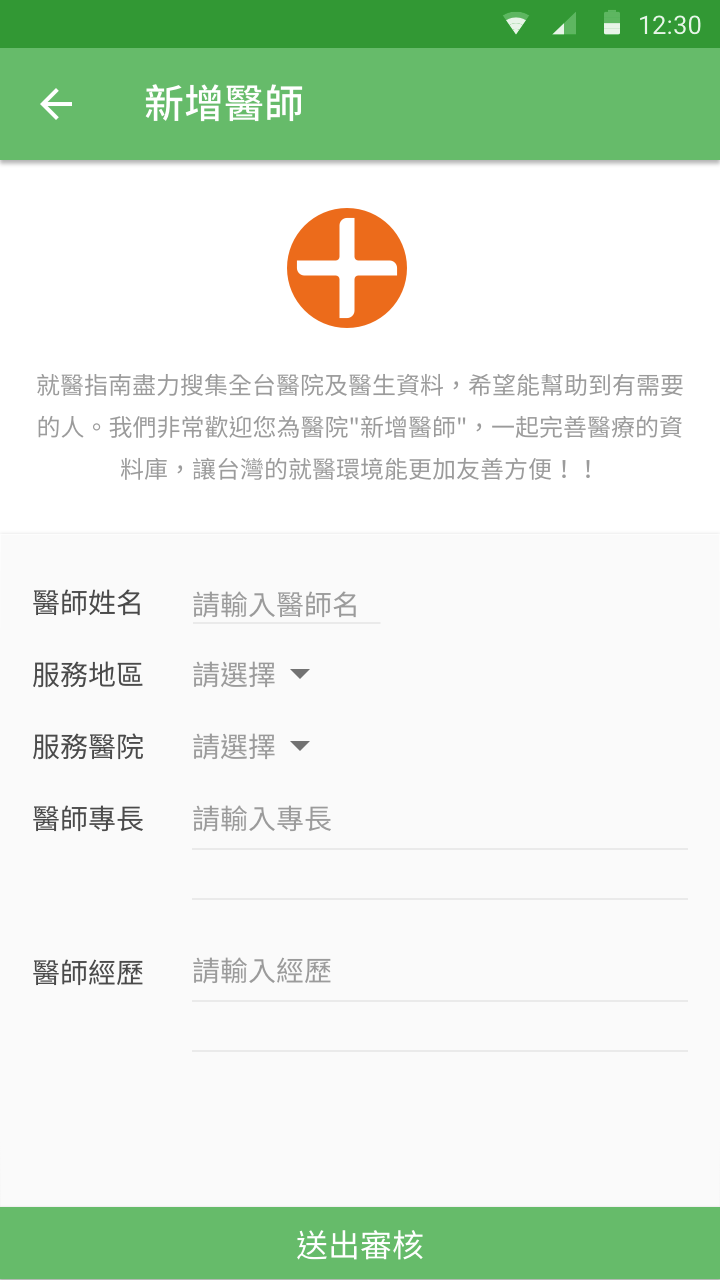 12:30
新增醫師
就醫指南盡力搜集全台醫院及醫生資料，希望能幫助到有需要
的人。我們非常歡迎您為醫院"新增醫師"，一起完善醫療的資
料庫，讓台灣的就醫環境能更加友善方便！！
醫師姓名 請輸入醫師名
服務地區 請選擇
服務醫院 請選擇
醫師專長 請輸入專長
醫師經歷 請輸入經歷
送出審核